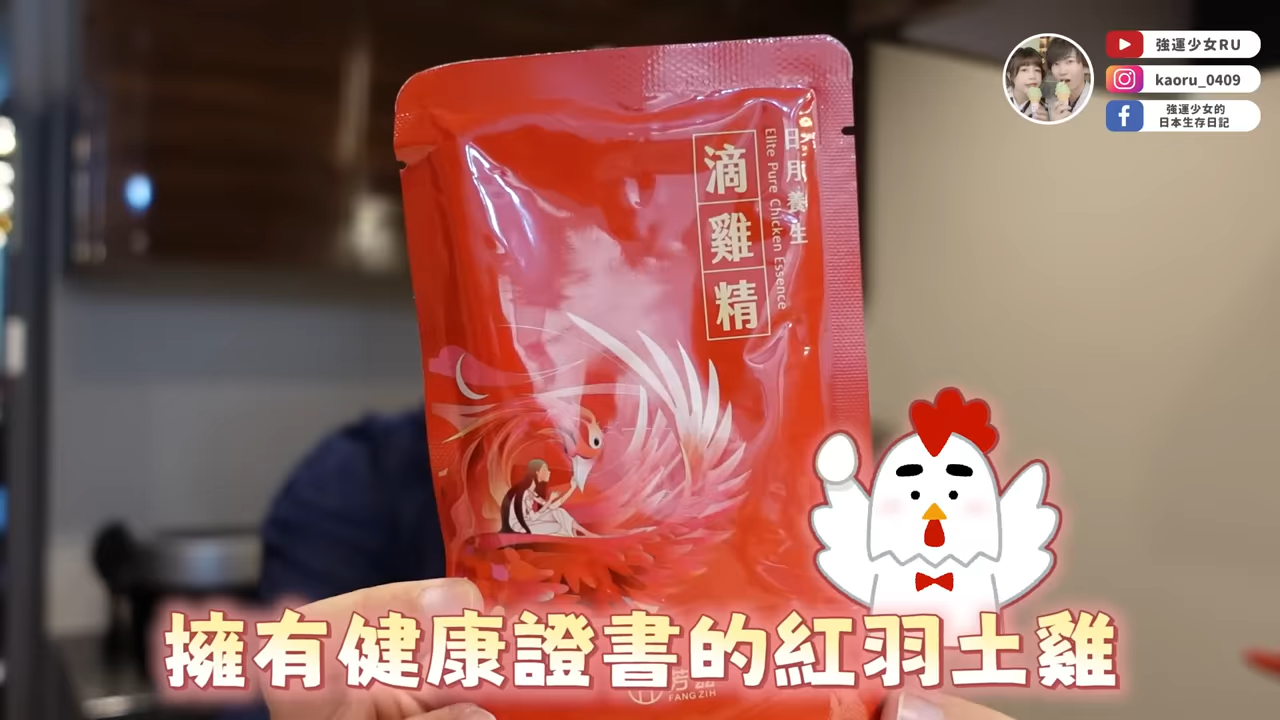 強運少女RU
kaoru_0409
強運少女的
日本生存日記
日月養生
Elite Pure Chicken Essence
滴雞精
擁有健康證書的紅羽土雞
FANG ZIH